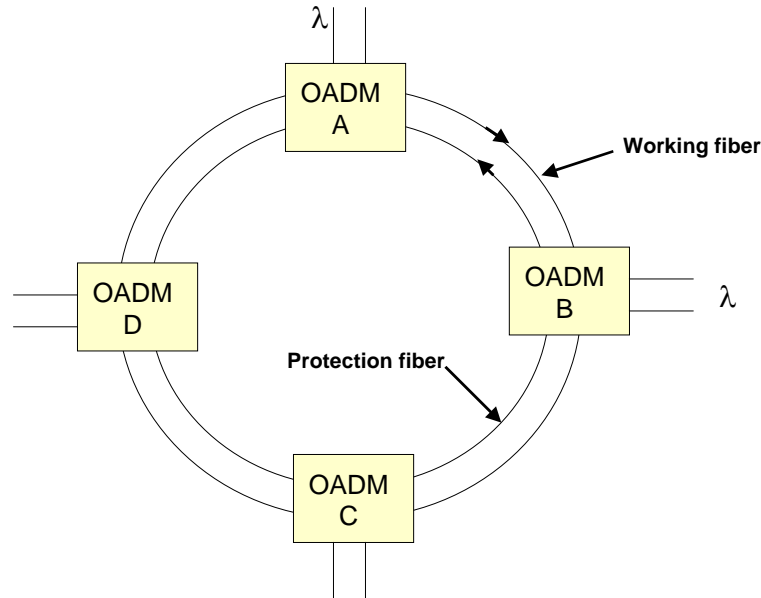 λ
OADM
A
Working fiber
OADM
B
λ
OADM
D
Protection fiber
OADM
C